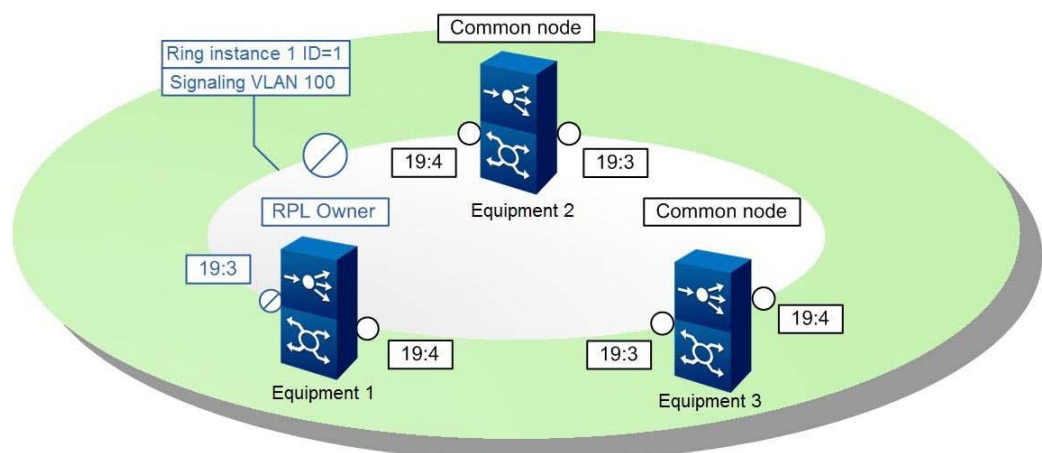 Common node
Ring instance 1 ID=1
Signaling VLAN 100
19:4
19:3
Equipment 2
RPL Owner
Common node
19:3
19:4
19:3
19:4
Equipment 1
Equipment 3